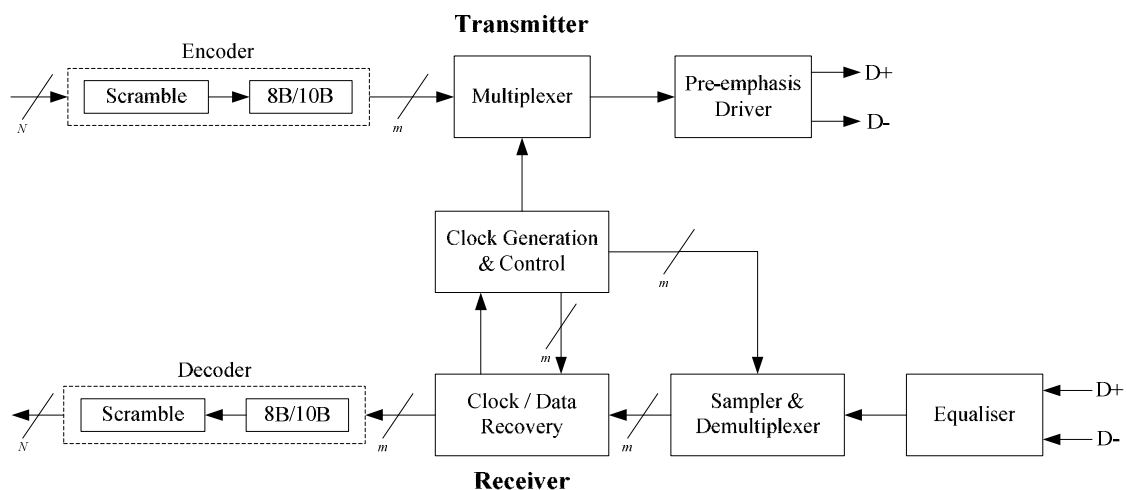 Transmitter
Encoder
Scramble
8B/10B
N
m
Multiplexer
Pre-emphasis
Driver
D+
D-
Clock Generation
& Control
m
m
Decoder
Scramble
8B/10B
N
m
Clock / Data
Recovery
m
Sampler &
Demultiplexer
Equaliser
D+
D-
Receiver